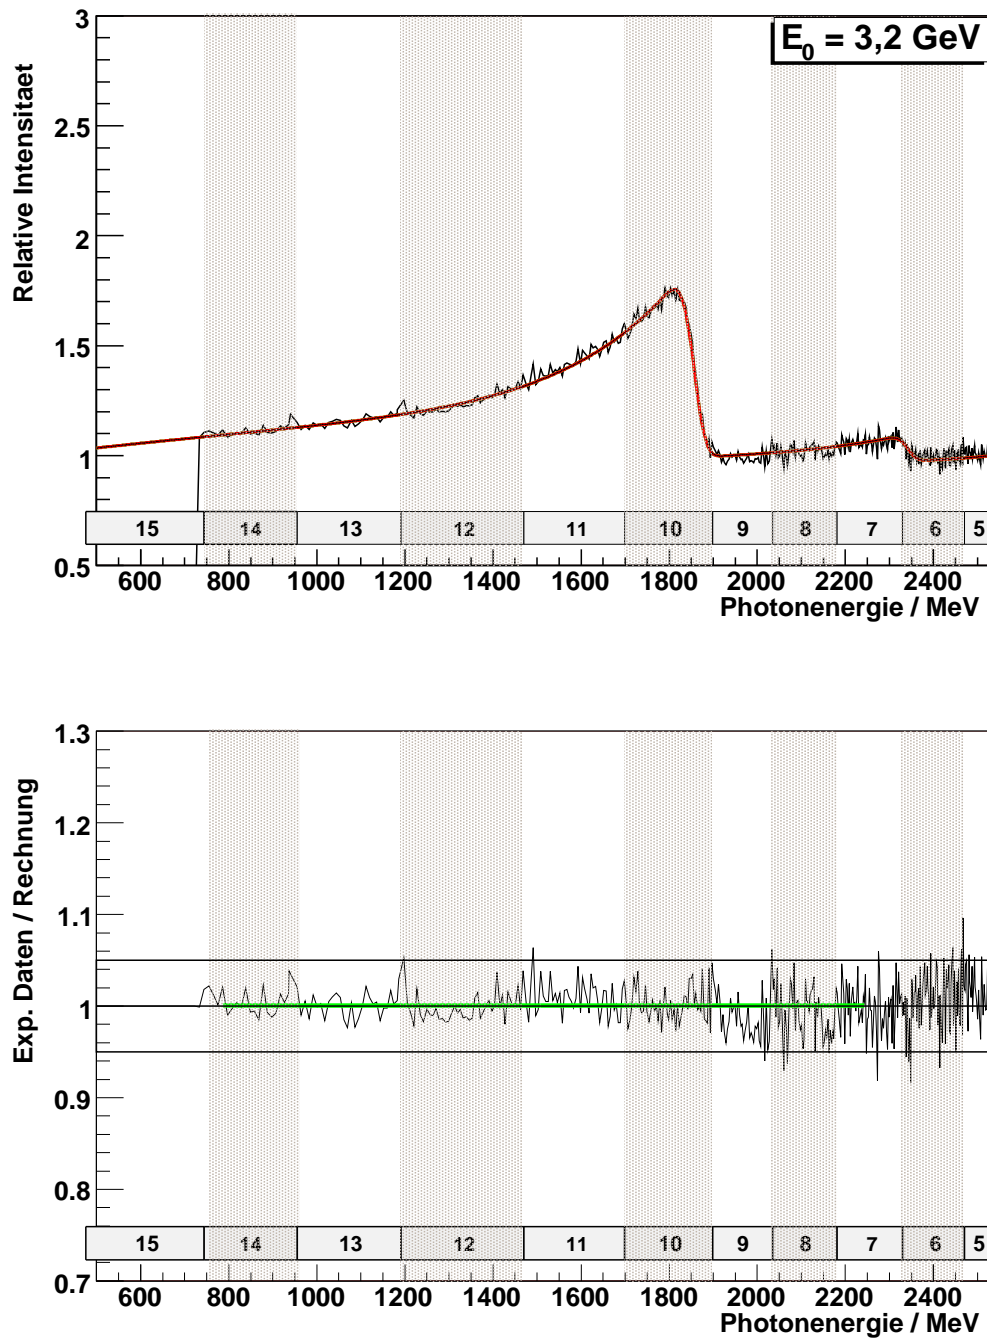 E0 = 3,2 GeV
Relative Intensitaet
3
2.5
2
1.5
1
0.5
15 14 13 12 11 10 9 8 7 6 5
600 800 1000 1200 1400 1600 1800 2000 2200 2400
Photonenergie / MeV
Exp. Daten / Rechnung
1.3
1.2
1.1
1
0.9
0.8
0.7
15 14 13 12 11 10 9 8 7 6 5
600 800 1000 1200 1400 1600 1800 2000 2200 2400
Photonenergie / MeV